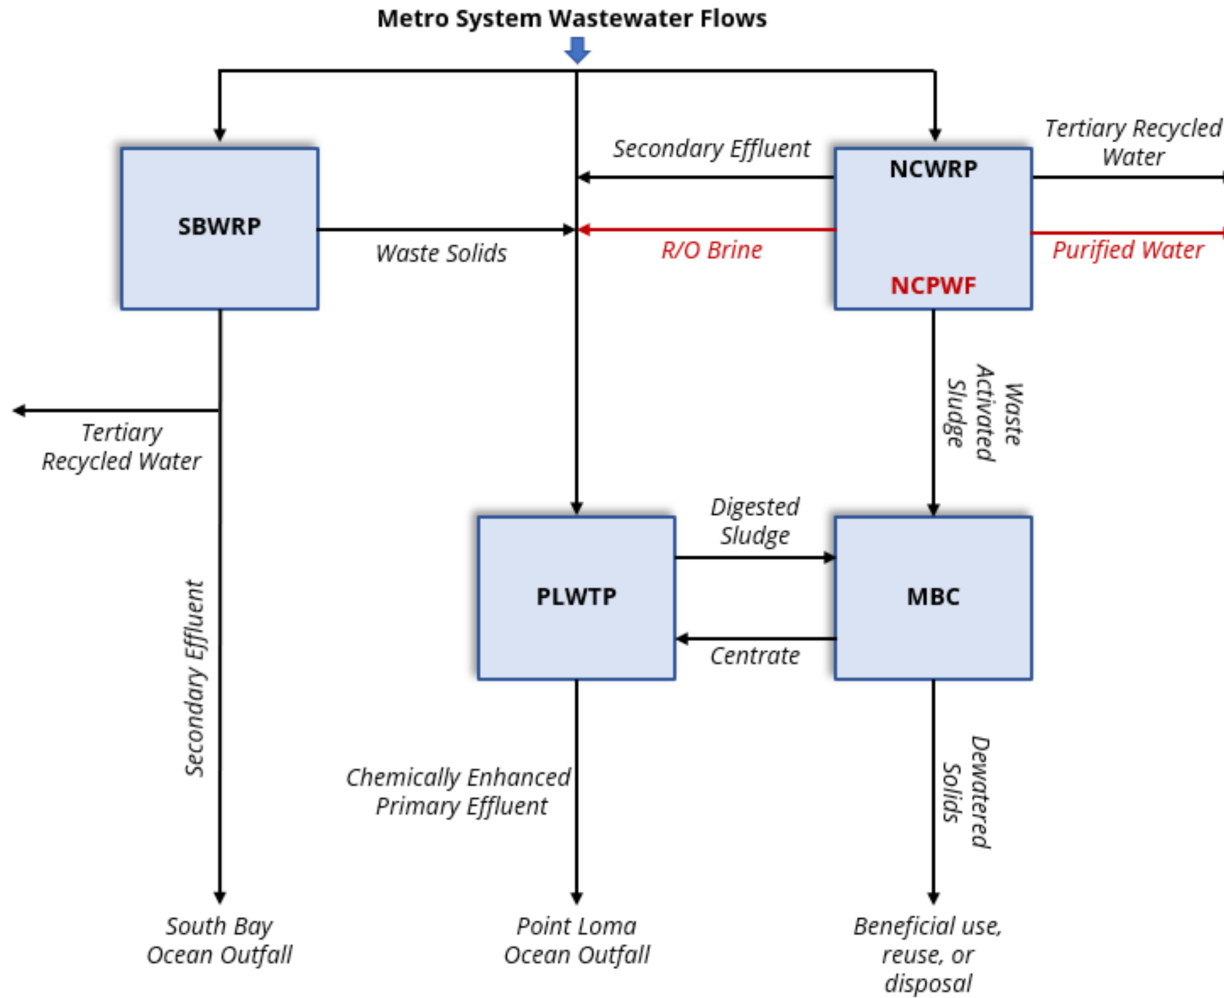 Metro System Wastewater Flows
Secondary Effluent
Tertiary Recycled
Water
NCWRP
SBWRP
Waste Solids
R/O Brine
Purified Water
NCPWF
Waste
Activated
Sludge
Tertiary
Recycled Water
Digested
Sludge
PLWTP
MBC
Centrate
Secondary Effluent
Chemically Enhanced
Primary Effluent
Dewatered
Solids
South Bay
Ocean Outfall
Point Loma
Ocean Outfall
Beneficial use,
reuse, or
disposal